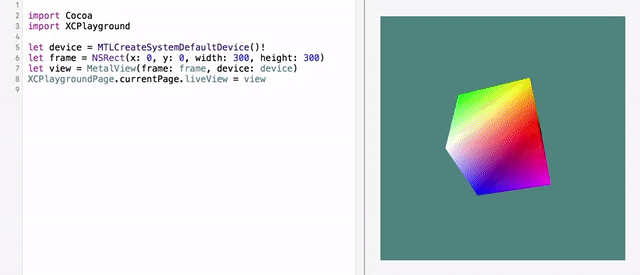 1
2 import Cocoa
3 import XCPlayground
4
5 let device = MTLCreateSystemDefaultDevice()!
6 let frame = NSRect(x: 0, y: 0, width: 300, height: 300)
7 let view = MetalView(frame: frame, device: device)
8 XCPlaygroundPage.currentPage.liveView = view
9